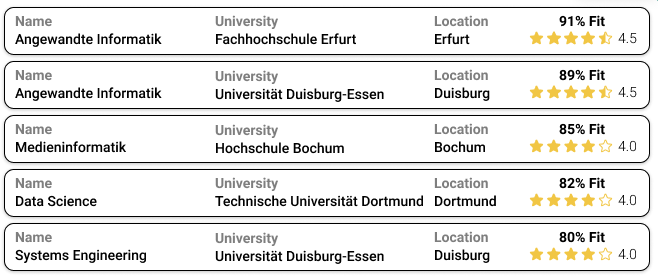 Name University Location 91% Fit
Angewandte Informatik Fachhochschule Erfurt Erfurt 4.5
Name University Location 89% Fit
Angewandte Informatik Universität Duisburg-Essen Duisburg 4.5
Name University Location 85% Fit
Medieninformatik Hochschule Bochum Bochum 4.0
Name University Location 82% Fit
Data Science Technische Universität Dortmund Dortmund 4.0
Name University Location 80% Fit
Systems Engineering Universität Duisburg-Essen Duisburg 4.0